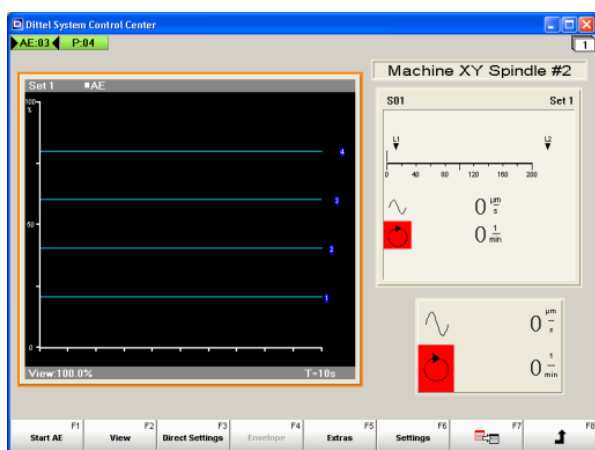 Dittel System Control Center
AE:03 P:04
1
Machine XY Spindle #2
Set 1 AE
100
%
4
3
50
2
1
0
View:100.0% T=10s
S01 Set 1
L1 L2
0 40 80 120 160 200
0 µm/s
0 1/min
0 µm/s
0 1/min
F1 F2 F3 F4 F5 F6 F7 F8
Start AE View Direct Settings Envelope Extras Settings